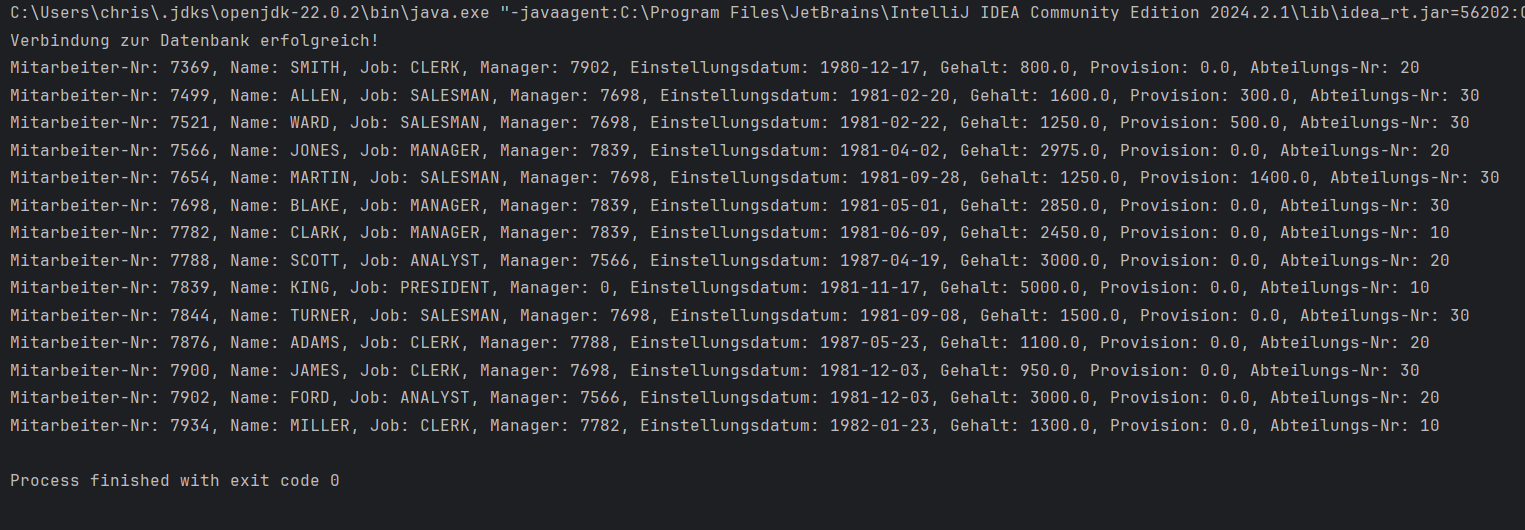 C:\Users\chris\.jdks\openjdk-22.0.2\bin\java.exe "-javaagent:C:\Program Files\JetBrains\IntelliJ IDEA Community Edition 2024.2.1\lib\idea_rt.jar=56202:C
Verbindung zur Datenbank erfolgreich!
Mitarbeiter-Nr: 7369, Name: SMITH, Job: CLERK, Manager: 7902, Einstellungsdatum: 1980-12-17, Gehalt: 800.0, Provision: 0.0, Abteilungs-Nr: 20
Mitarbeiter-Nr: 7499, Name: ALLEN, Job: SALESMAN, Manager: 7698, Einstellungsdatum: 1981-02-20, Gehalt: 1600.0, Provision: 300.0, Abteilungs-Nr: 30
Mitarbeiter-Nr: 7521, Name: WARD, Job: SALESMAN, Manager: 7698, Einstellungsdatum: 1981-02-22, Gehalt: 1250.0, Provision: 500.0, Abteilungs-Nr: 30
Mitarbeiter-Nr: 7566, Name: JONES, Job: MANAGER, Manager: 7839, Einstellungsdatum: 1981-04-02, Gehalt: 2975.0, Provision: 0.0, Abteilungs-Nr: 20
Mitarbeiter-Nr: 7654, Name: MARTIN, Job: SALESMAN, Manager: 7698, Einstellungsdatum: 1981-09-28, Gehalt: 1250.0, Provision: 1400.0, Abteilungs-Nr: 30
Mitarbeiter-Nr: 7698, Name: BLAKE, Job: MANAGER, Manager: 7839, Einstellungsdatum: 1981-05-01, Gehalt: 2850.0, Provision: 0.0, Abteilungs-Nr: 30
Mitarbeiter-Nr: 7782, Name: CLARK, Job: MANAGER, Manager: 7839, Einstellungsdatum: 1981-06-09, Gehalt: 2450.0, Provision: 0.0, Abteilungs-Nr: 10
Mitarbeiter-Nr: 7788, Name: SCOTT, Job: ANALYST, Manager: 7566, Einstellungsdatum: 1987-04-19, Gehalt: 3000.0, Provision: 0.0, Abteilungs-Nr: 20
Mitarbeiter-Nr: 7839, Name: KING, Job: PRESIDENT, Manager: 0, Einstellungsdatum: 1981-11-17, Gehalt: 5000.0, Provision: 0.0, Abteilungs-Nr: 10
Mitarbeiter-Nr: 7844, Name: TURNER, Job: SALESMAN, Manager: 7698, Einstellungsdatum: 1981-09-08, Gehalt: 1500.0, Provision: 0.0, Abteilungs-Nr: 30
Mitarbeiter-Nr: 7876, Name: ADAMS, Job: CLERK, Manager: 7788, Einstellungsdatum: 1987-05-23, Gehalt: 1100.0, Provision: 0.0, Abteilungs-Nr: 20
Mitarbeiter-Nr: 7900, Name: JAMES, Job: CLERK, Manager: 7698, Einstellungsdatum: 1981-12-03, Gehalt: 950.0, Provision: 0.0, Abteilungs-Nr: 30
Mitarbeiter-Nr: 7902, Name: FORD, Job: ANALYST, Manager: 7566, Einstellungsdatum: 1981-12-03, Gehalt: 3000.0, Provision: 0.0, Abteilungs-Nr: 20
Mitarbeiter-Nr: 7934, Name: MILLER, Job: CLERK, Manager: 7782, Einstellungsdatum: 1982-01-23, Gehalt: 1300.0, Provision: 0.0, Abteilungs-Nr: 10
Process finished with exit code 0